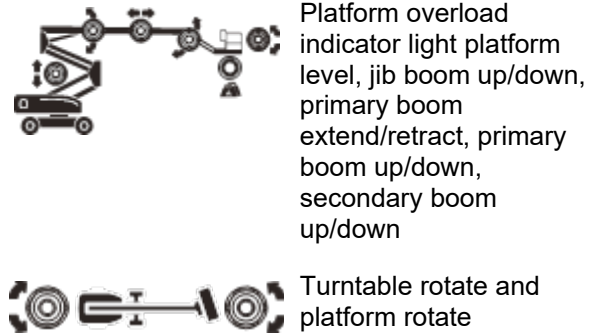 Platform overload
indicator light platform
level, jib boom up/down,
primary boom
extend/retract, primary
boom up/down,
secondary boom
up/down
Turntable rotate and
platform rotate